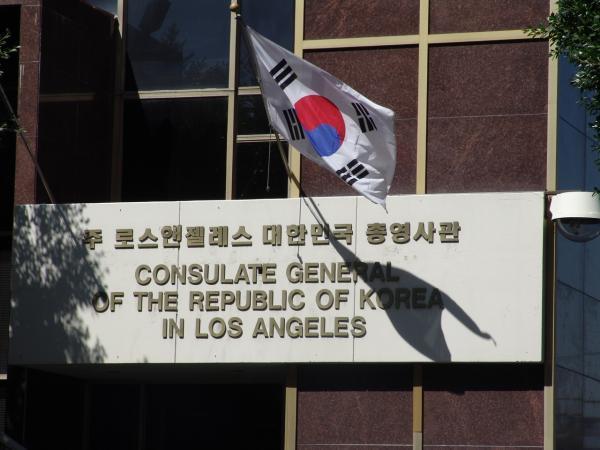 주 로스앤젤레스 대한민국 총영사관
CONSULATE GENERAL
OF THE REPUBLIC OF KOREA
IN LOS ANGELES